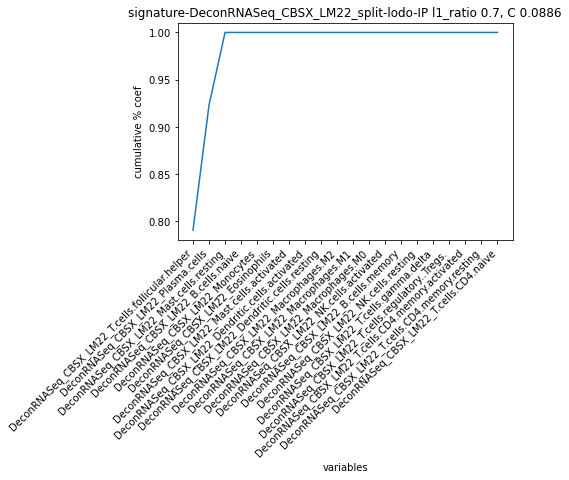 signature-DeconRNASeq_CBSX_LM22_split-lodo-IP l1_ratio 0.7, C 0.0886
cumulative % coef
1.00
0.95
0.90
0.85
0.80
DeconRNASeq_CBSX_LM22_T.cells.follicular.helper
DeconRNASeq_CBSX_LM22_Plasma.cells
DeconRNASeq_CBSX_LM22_Mast.cells.resting
DeconRNASeq_CBSX_LM22_B.cells.naive
DeconRNASeq_CBSX_LM22_Monocytes
DeconRNASeq_CBSX_LM22_Eosinophils
DeconRNASeq_CBSX_LM22_Mast.cells.activated
DeconRNASeq_CBSX_LM22_Dendritic.cells.activated
DeconRNASeq_CBSX_LM22_Dendritic.cells.resting
DeconRNASeq_CBSX_LM22_Macrophages.M2
DeconRNASeq_CBSX_LM22_Macrophages.M1
DeconRNASeq_CBSX_LM22_Macrophages.M0
DeconRNASeq_CBSX_LM22_NK.cells.activated
DeconRNASeq_CBSX_LM22_B.cells.memory
DeconRNASeq_CBSX_LM22_NK.cells.resting
DeconRNASeq_CBSX_LM22_T.cells.gamma.delta
DeconRNASeq_CBSX_LM22_T.cells.regulatory..Tregs.
DeconRNASeq_CBSX_LM22_T.cells.CD4.memory.activated
DeconRNASeq_CBSX_LM22_T.cells.CD4.memory.resting
DeconRNASeq_CBSX_LM22_T.cells.CD4.naive
variables